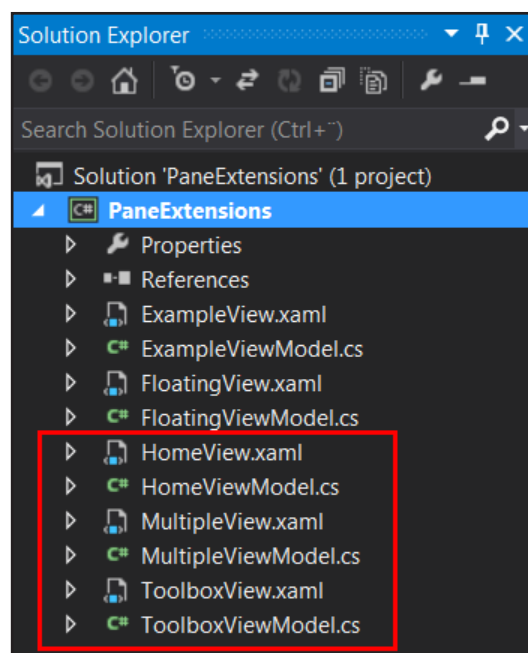 Solution Explorer
Search Solution Explorer (Ctrl+¨)
Solution 'PaneExtensions' (1 project)
C# PaneExtensions
Properties
References
ExampleView.xaml
C# ExampleViewModel.cs
FloatingView.xaml
C# FloatingViewModel.cs
HomeView.xaml
C# HomeViewModel.cs
MultipleView.xaml
C# MultipleViewModel.cs
ToolboxView.xaml
C# ToolboxViewModel.cs